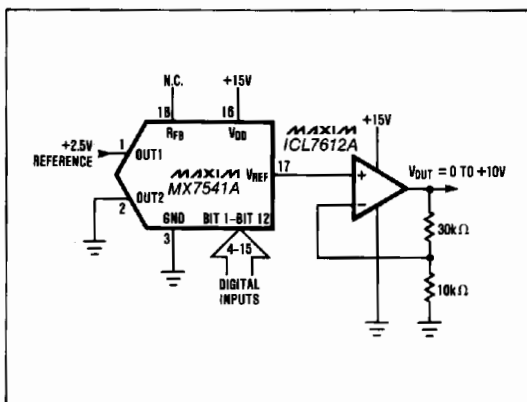 N.C.
+15V
18
16
RFB
VDD
+2.5V
REFERENCE
1
OUT1
MAXIM
MX7541A
VREF
17
MAXIM
ICL7612A
+15V
+
−
VOUT = 0 TO +10V
OUT2
2
GND
BIT 1-BIT 12
3
4-15
DIGITAL
INPUTS
30kΩ
10kΩ